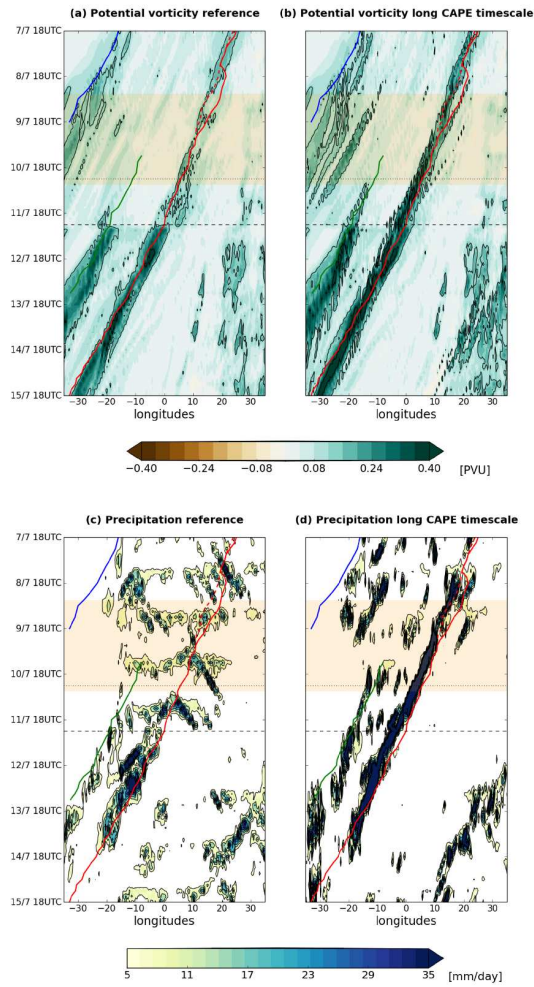 (a) Potential vorticity reference
(b) Potential vorticity long CAPE timescale
7/7 18UTC
8/7 18UTC
9/7 18UTC
10/7 18UTC
11/7 18UTC
12/7 18UTC
13/7 18UTC
14/7 18UTC
15/7 18UTC
−30 −20 −10 0 10 20 30
−30 −20 −10 0 10 20 30
longitudes
longitudes
−0.40 −0.24 −0.08 0.08 0.24 0.40 [PVU]
(c) Precipitation reference
(d) Precipitation long CAPE timescale
7/7 18UTC
8/7 18UTC
9/7 18UTC
10/7 18UTC
11/7 18UTC
12/7 18UTC
13/7 18UTC
14/7 18UTC
15/7 18UTC
−30 −20 −10 0 10 20 30
−30 −20 −10 0 10 20 30
longitudes
longitudes
5 11 17 23 29 35 [mm/day]